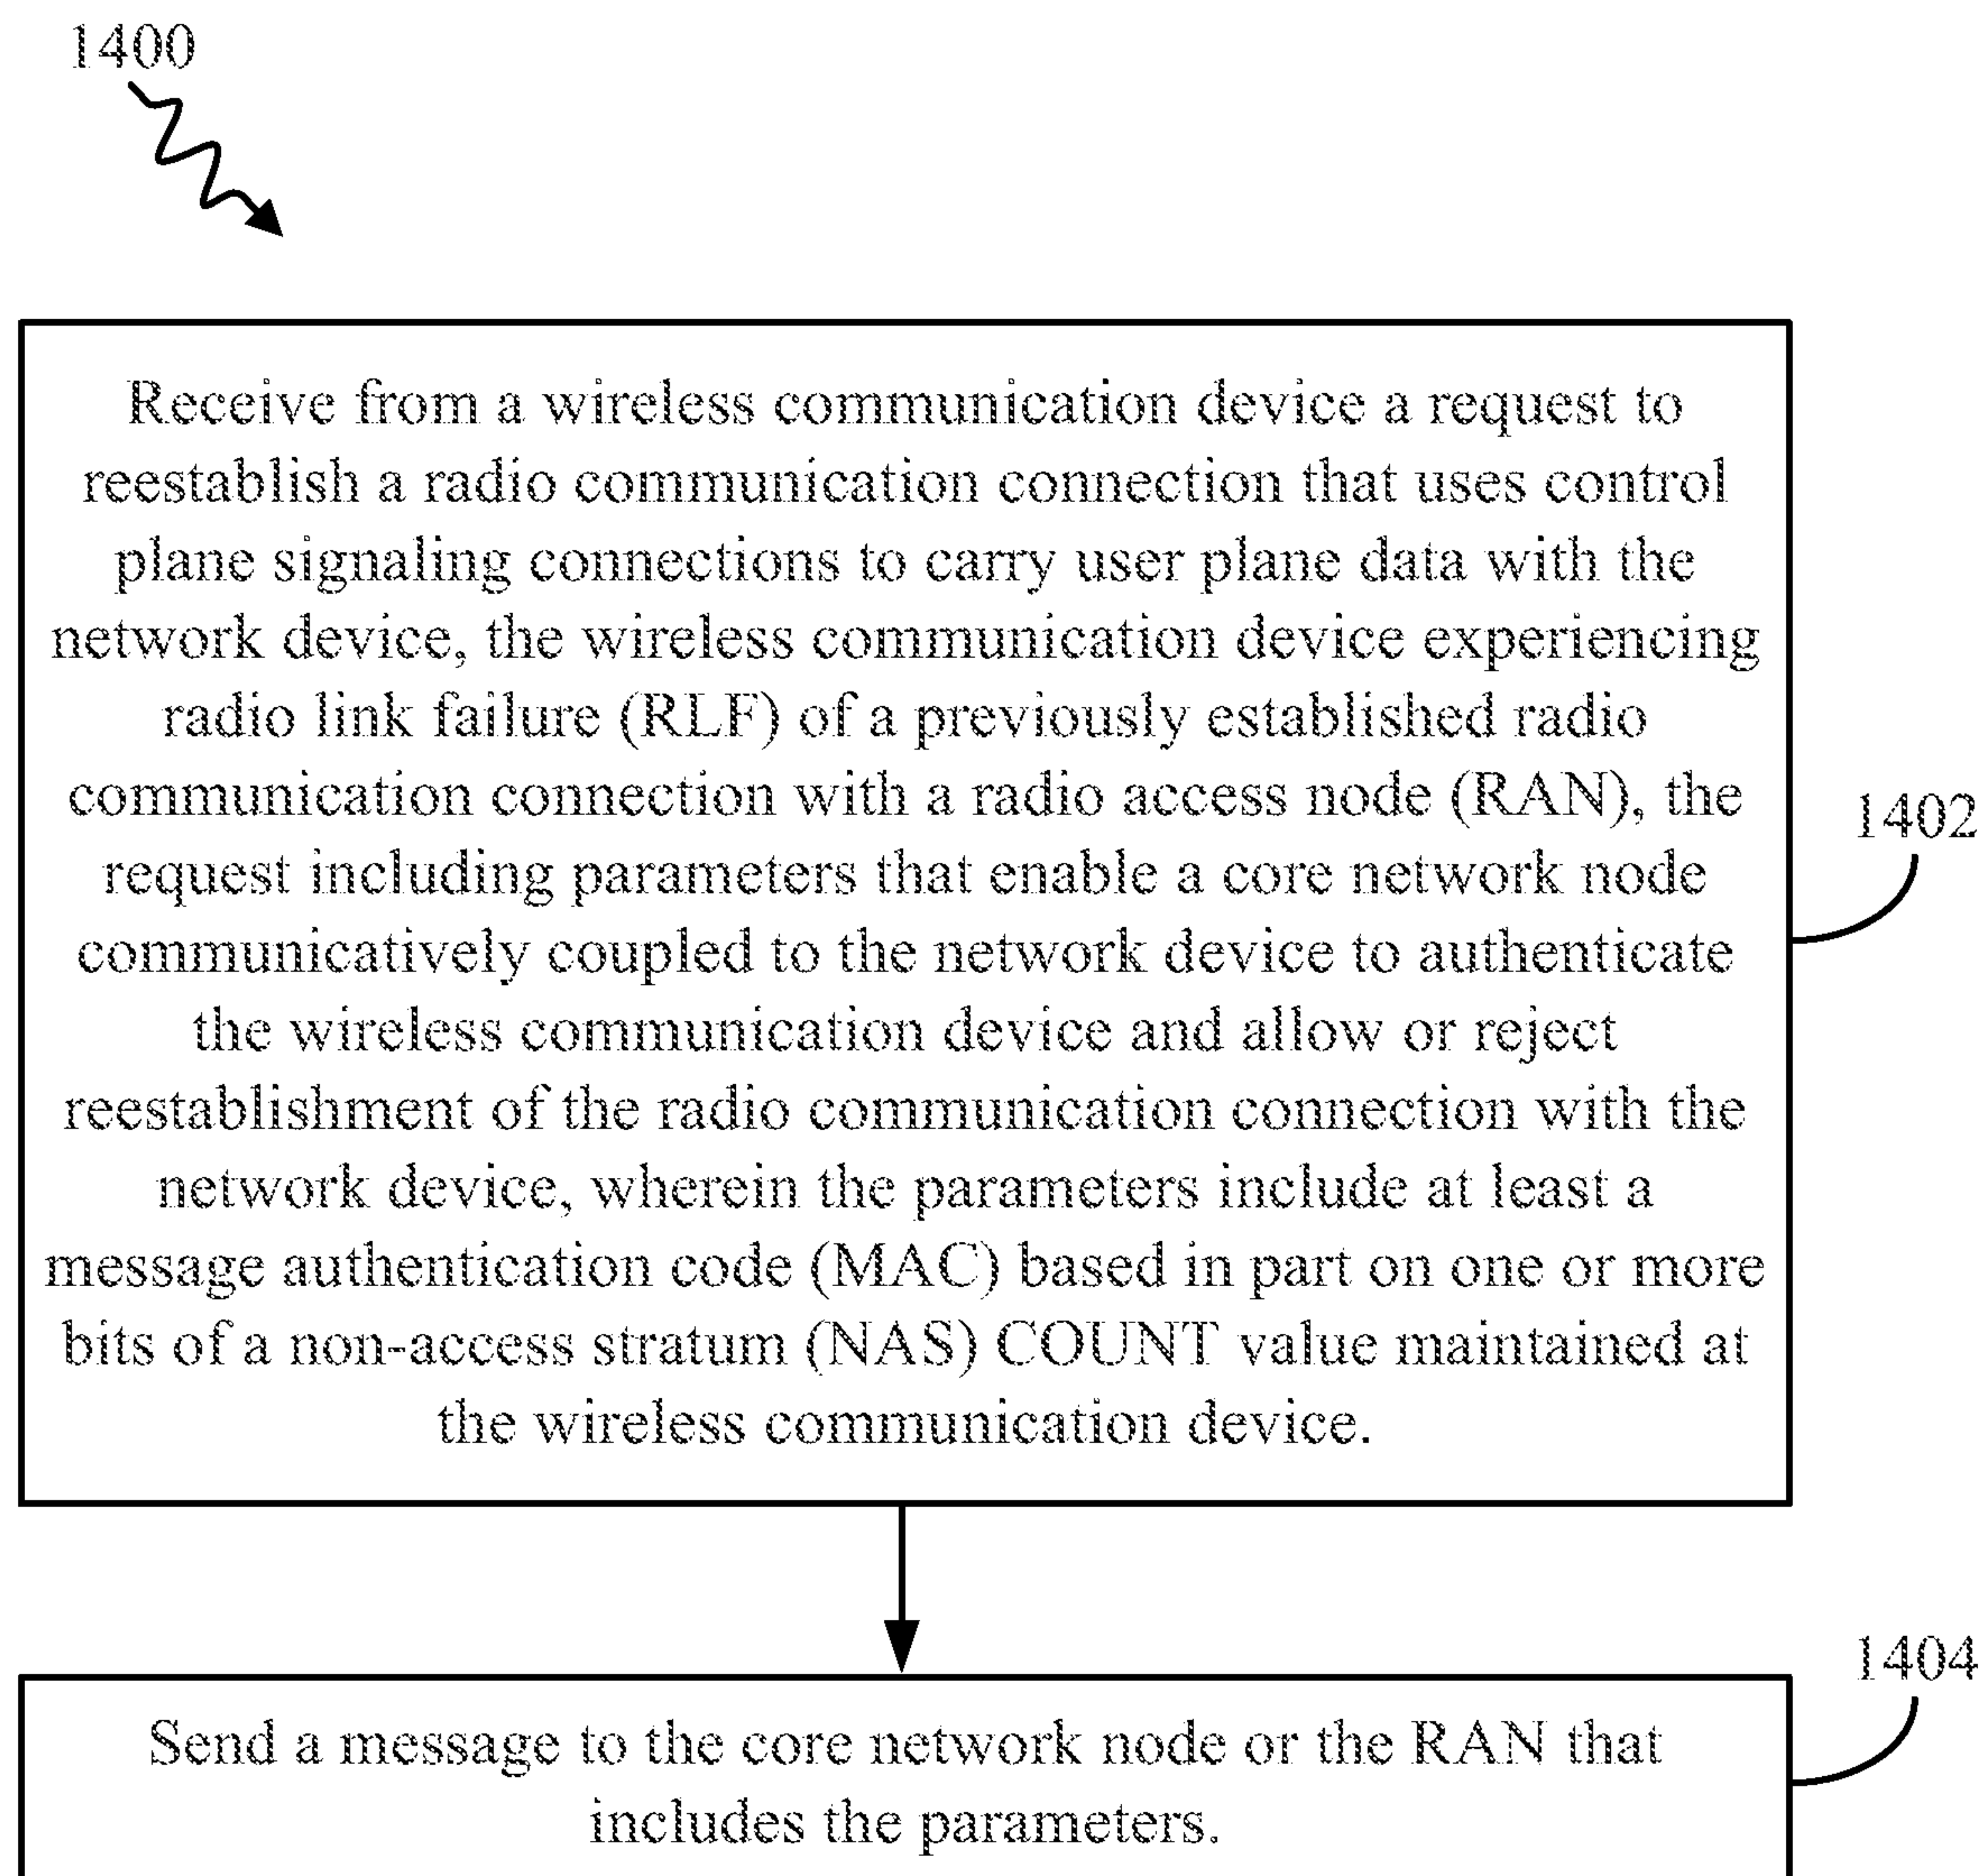 1400
Receive from a wireless communication device a request to
reestablish a radio communication connection that uses control
plane signaling connections to carry user plane data with the
network device, the wireless communication device experiencing
radio link failure (RLF) of a previously established radio
communication connection with a radio access node (RAN), the
request including parameters that enable a core network node
communicatively coupled to the network device to authenticate
the wireless communication device and allow or reject
reestablishment of the radio communication connection with the
network device, wherein the parameters include at least a
message authentication code (MAC) based in part on one or more
bits of a non-access stratum (NAS) COUNT value maintained at
the wireless communication device.
1402
Send a message to the core network node or the RAN that
includes the parameters.
1404